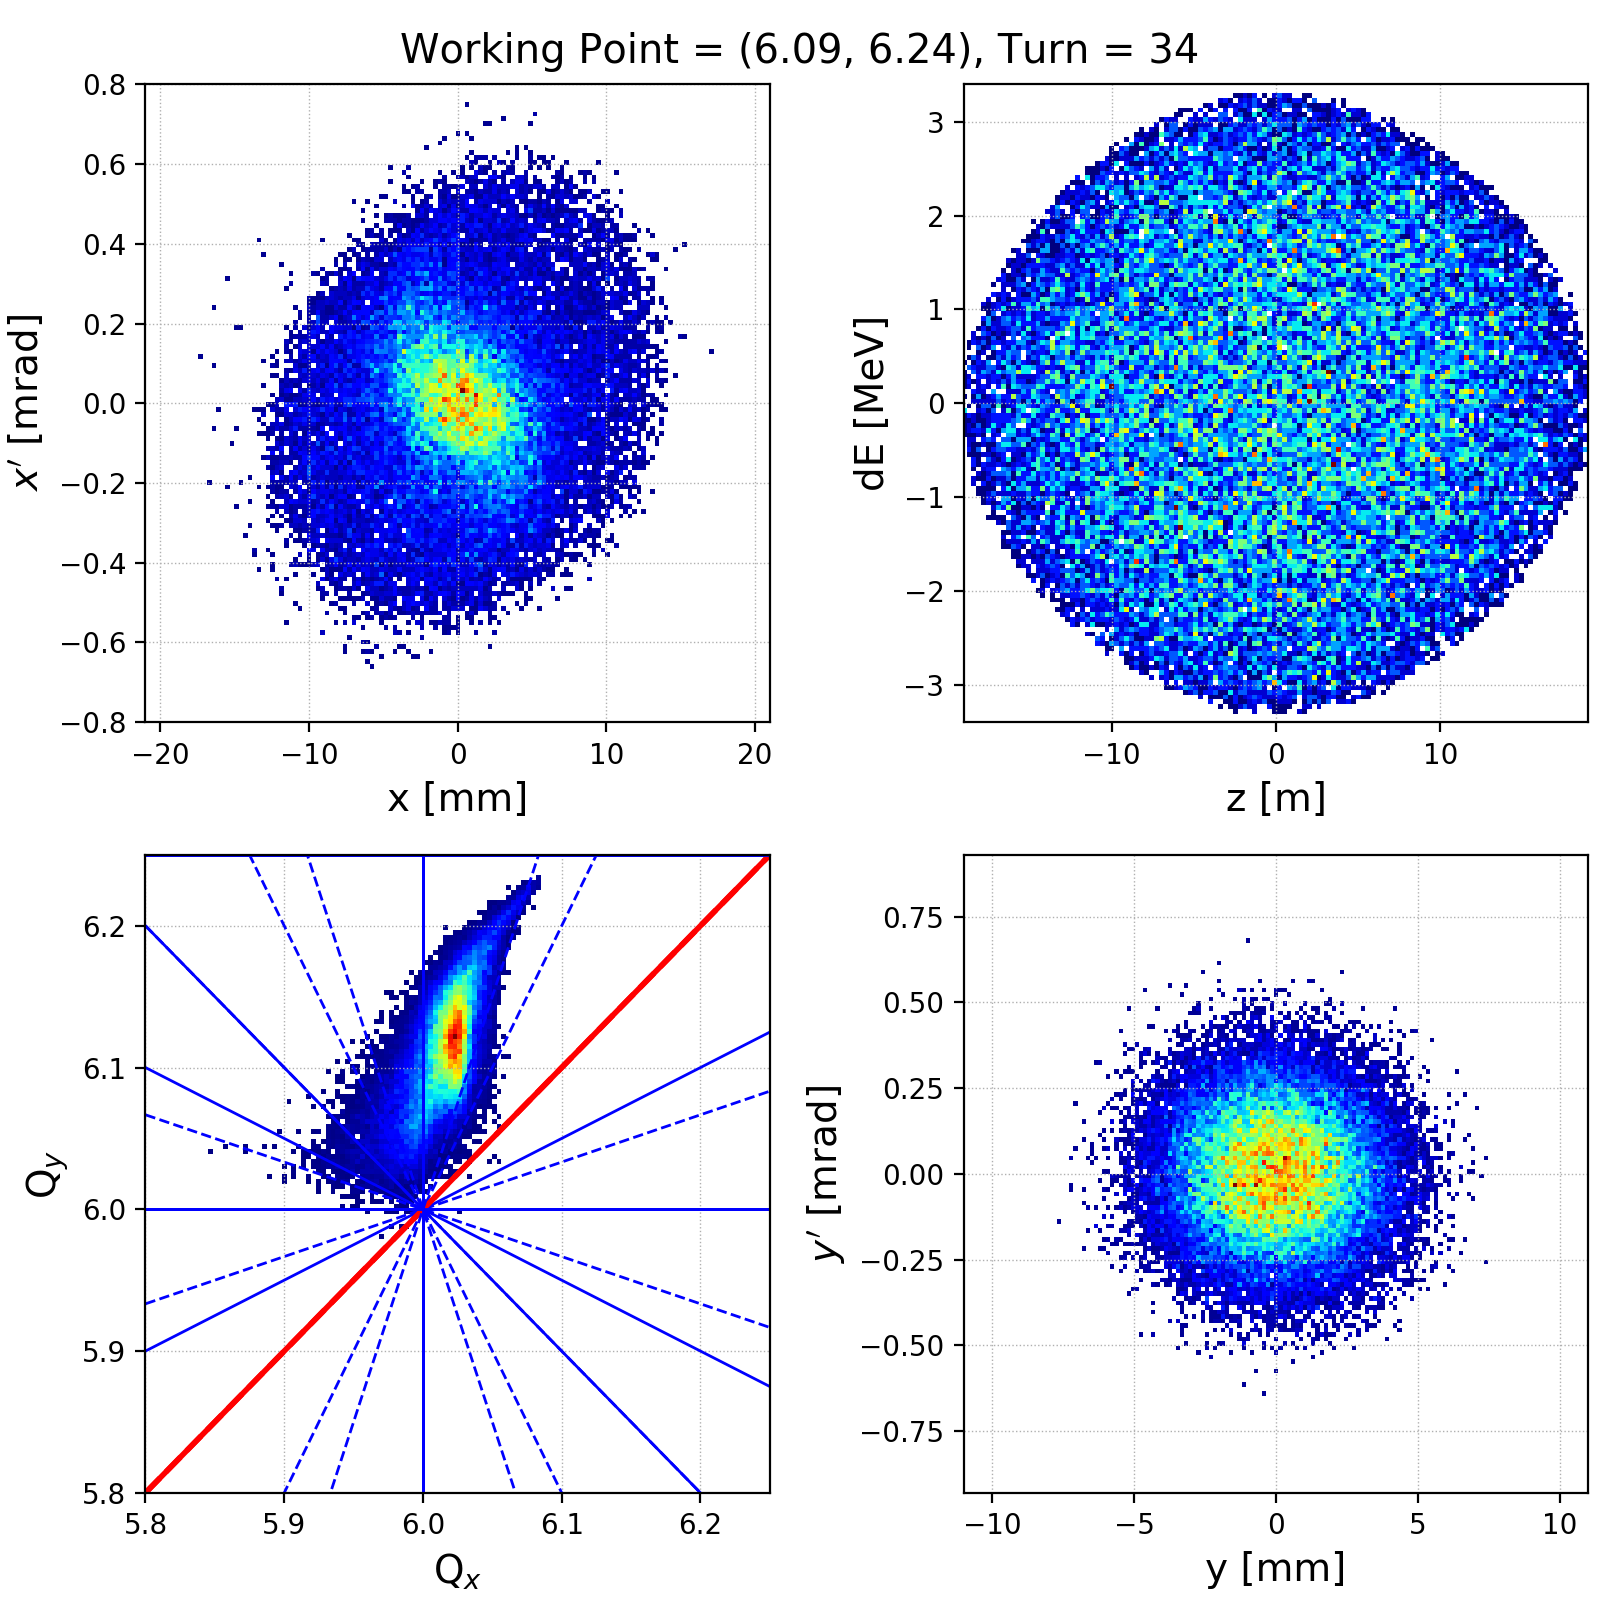 Working Point = (6.09, 6.24), Turn = 34
0.8
0.6
0.4
0.2
0.0
−0.2
−0.4
−0.6
−0.8
x′ [mrad]
−20 −10 0 10 20
x [mm]
3
2
1
0
−1
−2
−3
dE [MeV]
−10 0 10
z [m]
6.2
6.1
6.0
5.9
5.8
Qy
5.8 5.9 6.0 6.1 6.2
Qx
0.75
0.50
0.25
0.00
−0.25
−0.50
−0.75
y′ [mrad]
−10 −5 0 5 10
y [mm]